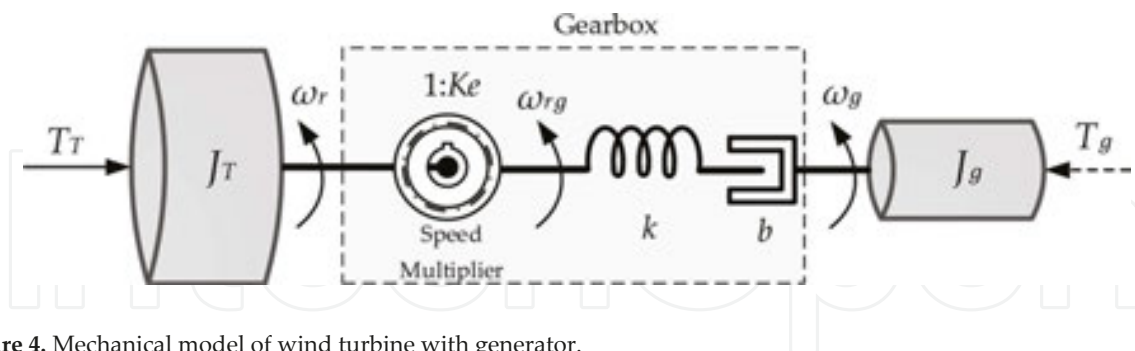 Gearbox
1:Ke
ωr
ωrg
ωg
TT
Tg
JT
Jg
Speed
Multiplier
k
b
re 4. Mechanical model of wind turbine with generator.